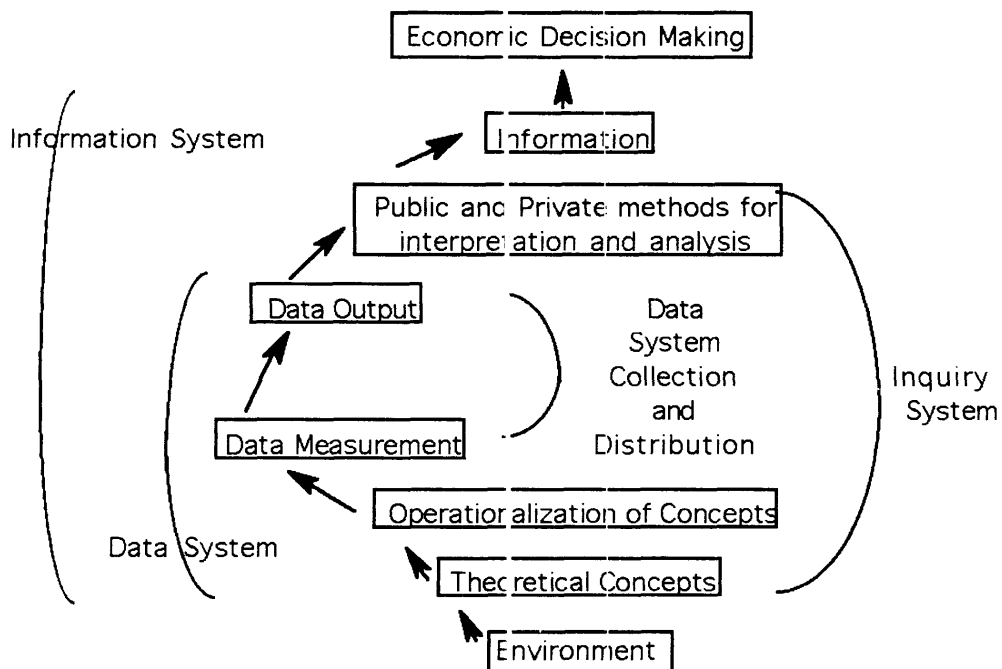 Economic Decision Making
Information System
Information
Public and Private methods for
interpretation and analysis
Data Output
Data
System
Collection
and
Distribution
Inquiry
System
Data Measurement
Operationalization of Concepts
Data System
Theoretical Concepts
Environment